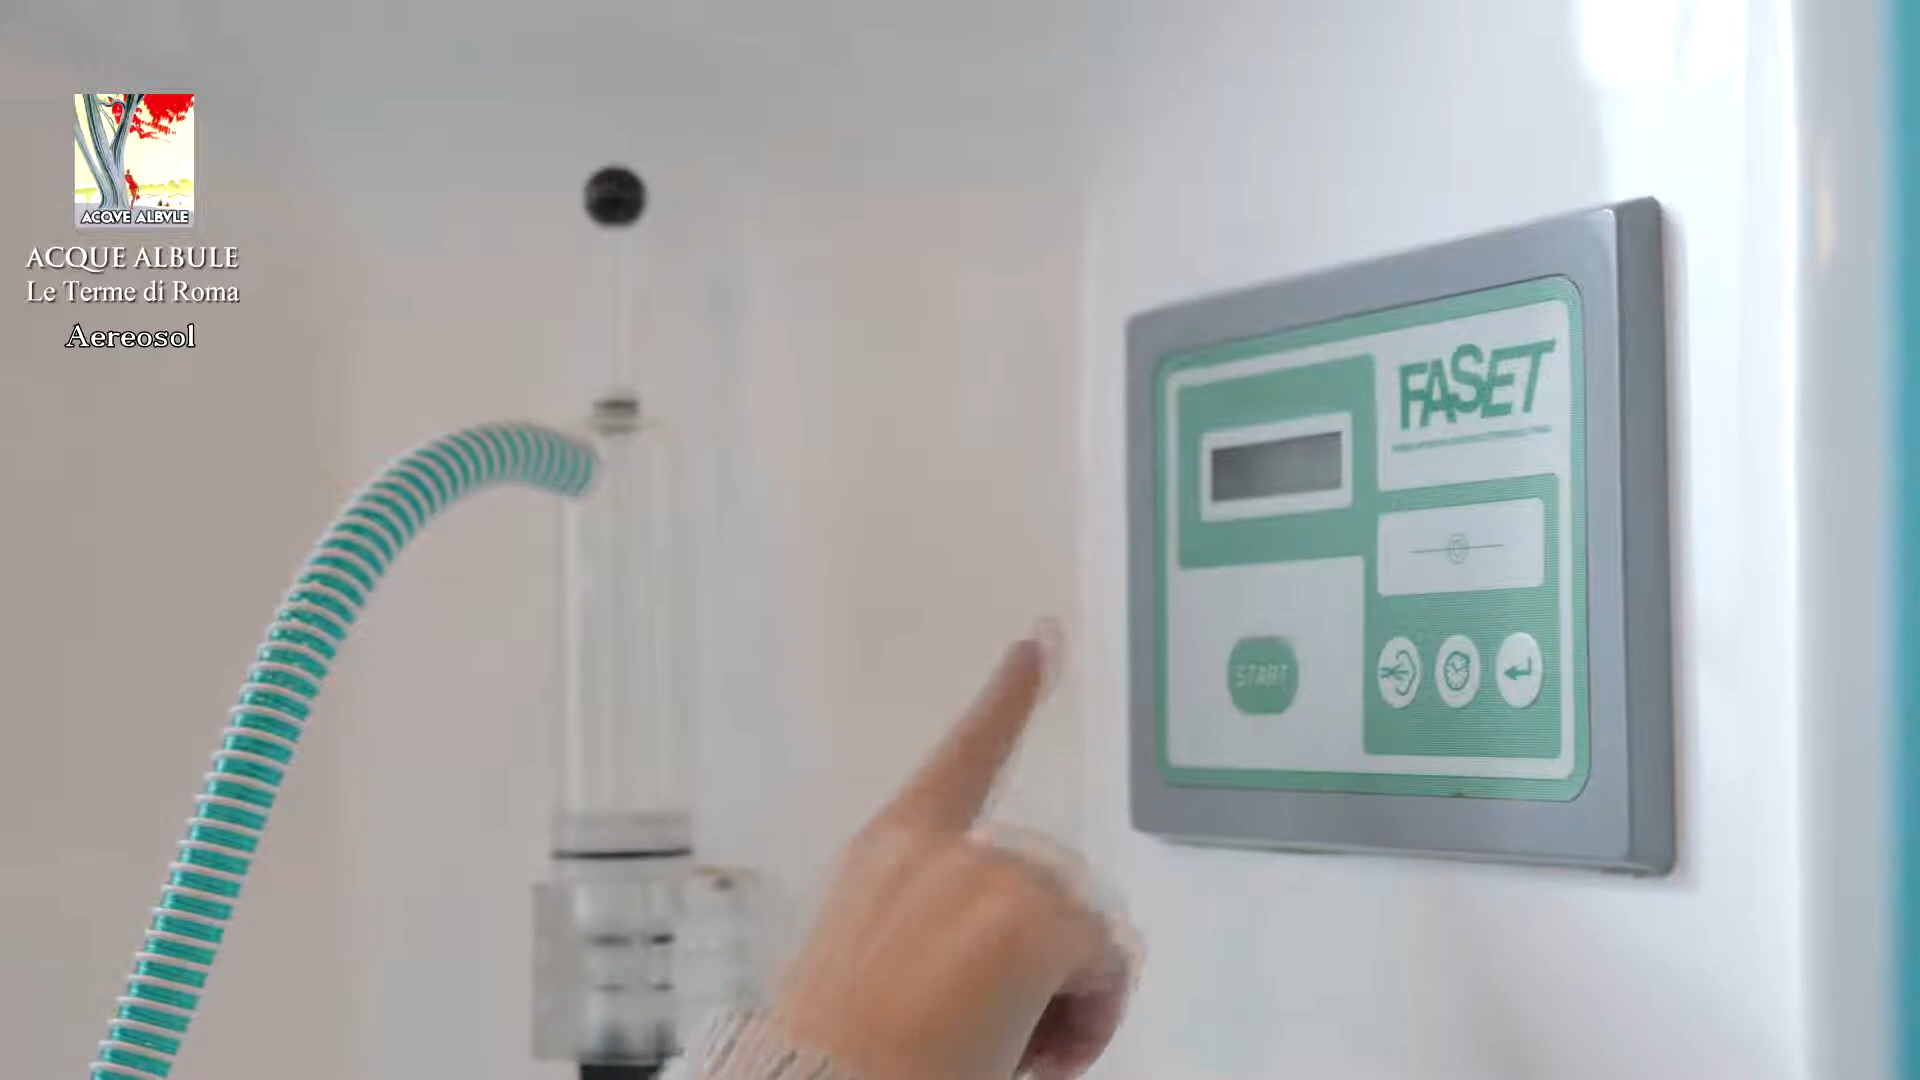 ACQVE ALBVLE
ACQUE ALBULE
Le Terme di Roma
Aereosol
FASET
START